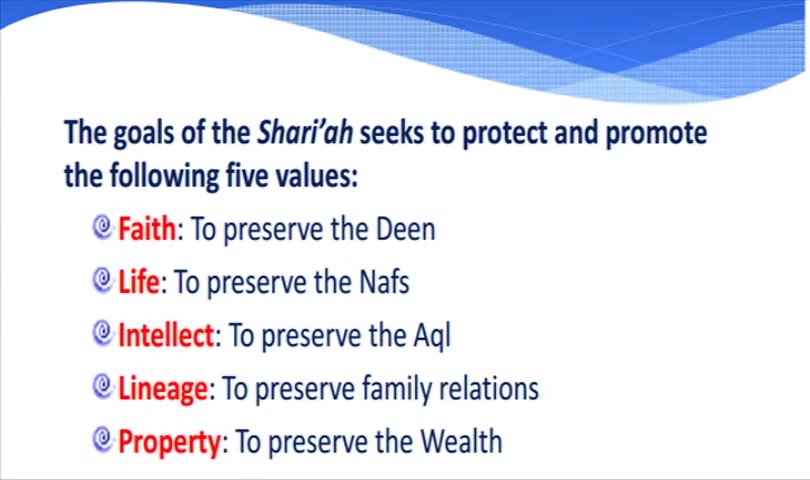 The goals of the Shari’ah seeks to protect and promote
the following five values:
Faith: To preserve the Deen
Life: To preserve the Nafs
Intellect: To preserve the Aql
Lineage: To preserve family relations
Property: To preserve the Wealth